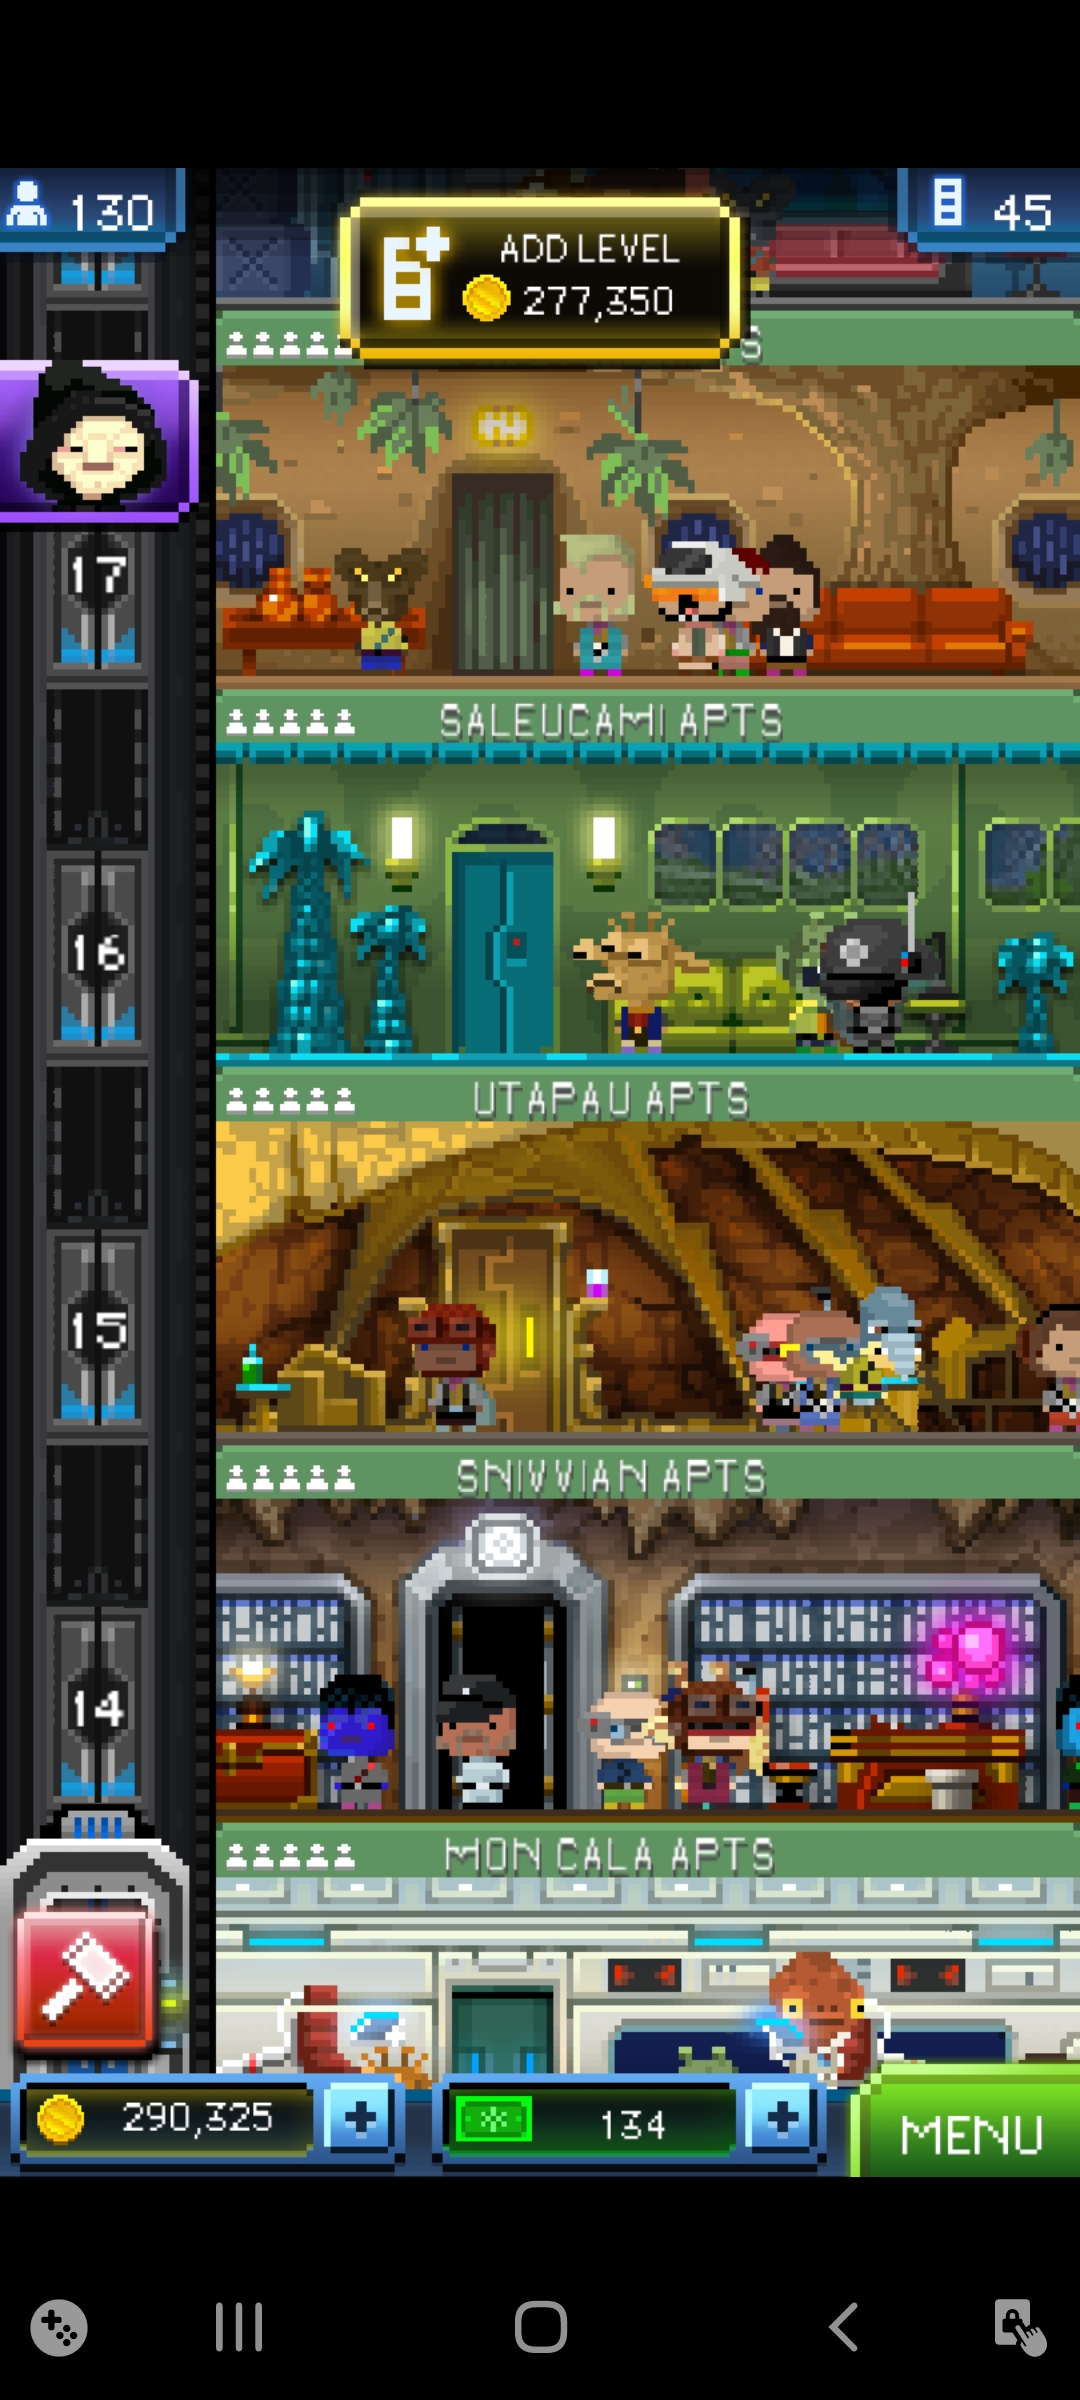 130
ADD LEVEL
277,350
45
S
17
SALEUCAMI APTS
16
UTAPAU APTS
15
SNIVVIAN APTS
14
MON CALA APTS
290,325
134
MENU